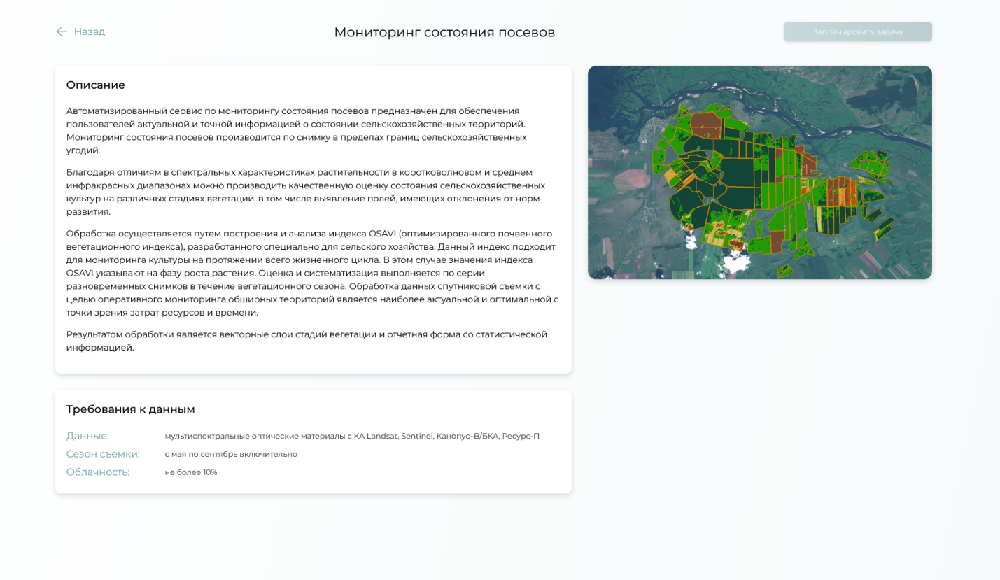 Назад
Мониторинг состояния посевов
Запланировать задачу
Описание
Автоматизированный сервис по мониторингу состояния посевов предназначен для обеспечения
пользователей актуальной и точной информацией о состоянии сельскохозяйственных территорий.
Мониторинг состояния посевов производится по снимку в пределах границ сельскохозяйственных
угодий.
Благодаря отличиям в спектральных характеристиках растительности в коротковолновом и среднем
инфракрасных диапазонах можно производить качественную оценку состояния сельскохозяйственных
культур на различных стадиях вегетации, в том числе выявление полей, имеющих отклонения от норм
развития.
Обработка осуществляется путем построения и анализа индекса OSAVI (оптимизированного почвенного
вегетационного индекса), разработанного специально для сельского хозяйства. Данный индекс подходит
для мониторинга культуры на протяжении всего жизненного цикла. В этом случае значения индекса
OSAVI указывают на фазу роста растения. Оценка и систематизация выполняется по серии
разновременных снимков в течение вегетационного сезона. Обработка данных спутниковой съемки с
целью оперативного мониторинга обширных территорий является наиболее актуальной и оптимальной с
точки зрения затрат ресурсов и времени.
Результатом обработки является векторные слои стадий вегетации и отчетная форма со статистической
информацией.
Требования к данным
Данные: мультиспектральные оптические материалы с КА Landsat, Sentinel, Канопус–В/БКА, Ресурс-П
Сезон съемки: с мая по сентябрь включительно
Облачность: не более 10%